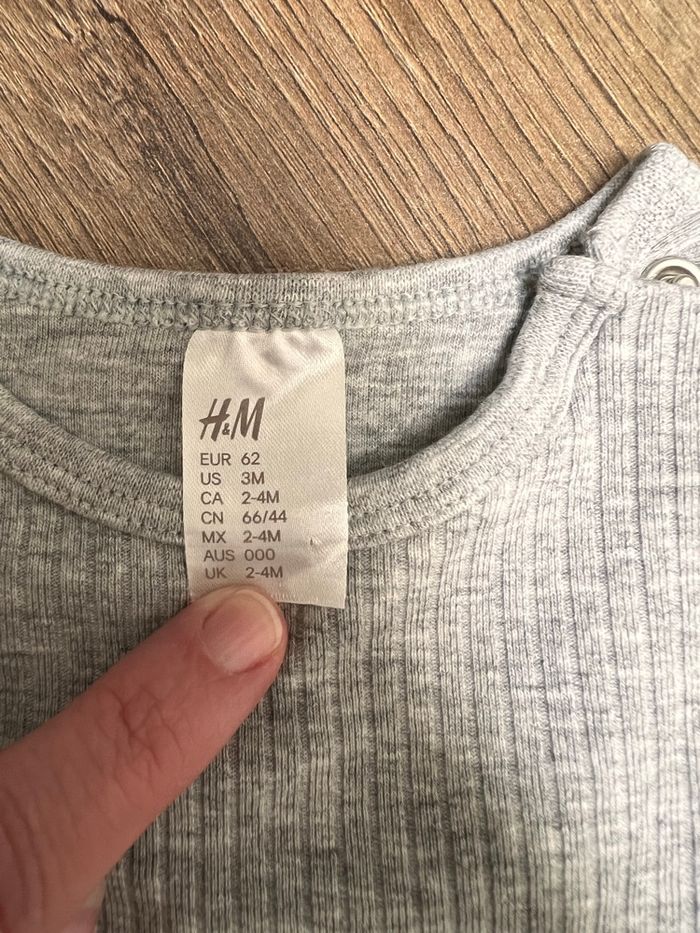 H&M
EUR 62
US 3M
CA 2-4M
CN 66/44
MX 2-4M
AUS 000
UK 2-4M